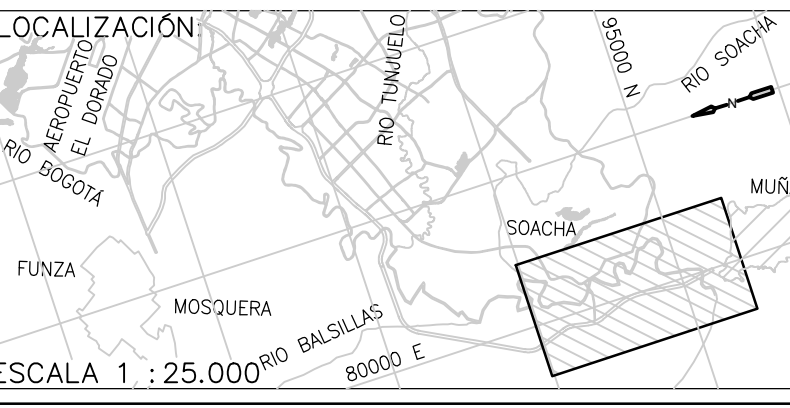 LOCALIZACIÓN:
AEROPUERTO
EL DORADO
RIO TUNJUELO
95000 N
RIO SOACHA
N
RIO BOGOTÁ
SOACHA
FUNZA
MOSQUERA
RIO BALSILLAS
80000 E
ESCALA 1 : 25.000